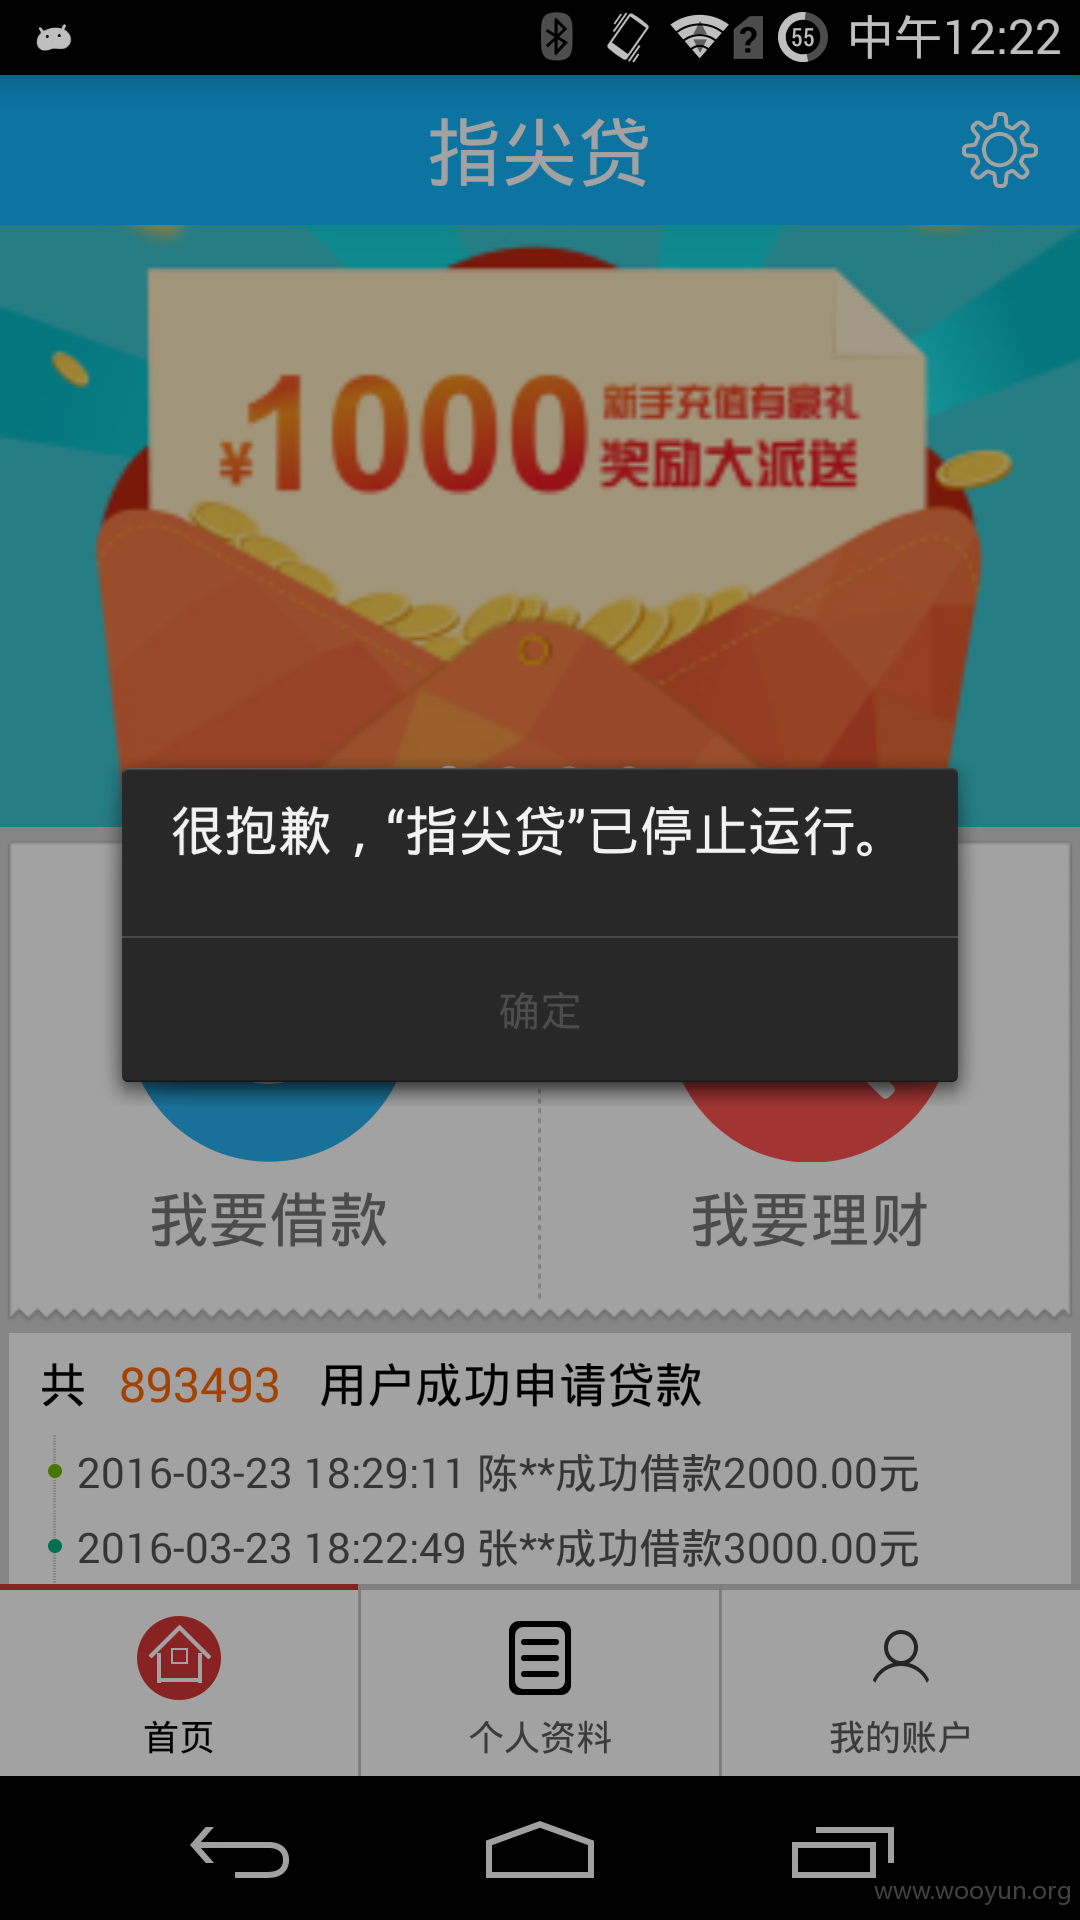 55 中午12:22
指尖贷
¥1000 新手充值有豪礼
奖励大派送
很抱歉，“指尖贷”已停止运行。
确定
我要借款
我要理财
共 893493 用户成功申请贷款
2016-03-23 18:29:11 陈**成功借款2000.00元
2016-03-23 18:22:49 张**成功借款3000.00元
首页
个人资料
我的账户
www.wooyun.org